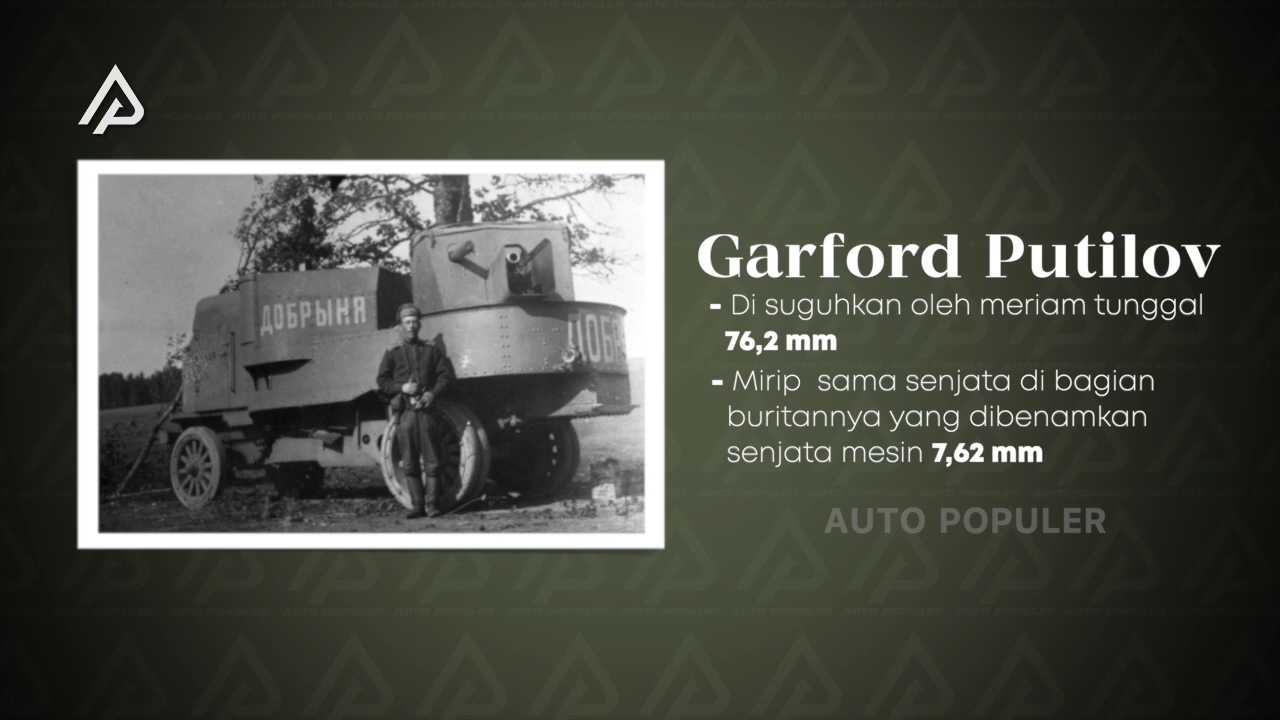 ДОБРЫНЯ
ДОБР
Garford Putilov
- Di suguhkan oleh meriam tunggal
76,2 mm
- Mirip sama senjata di bagian
buritannya yang dibenamkan
senjata mesin 7,62 mm
AUTO POPULER